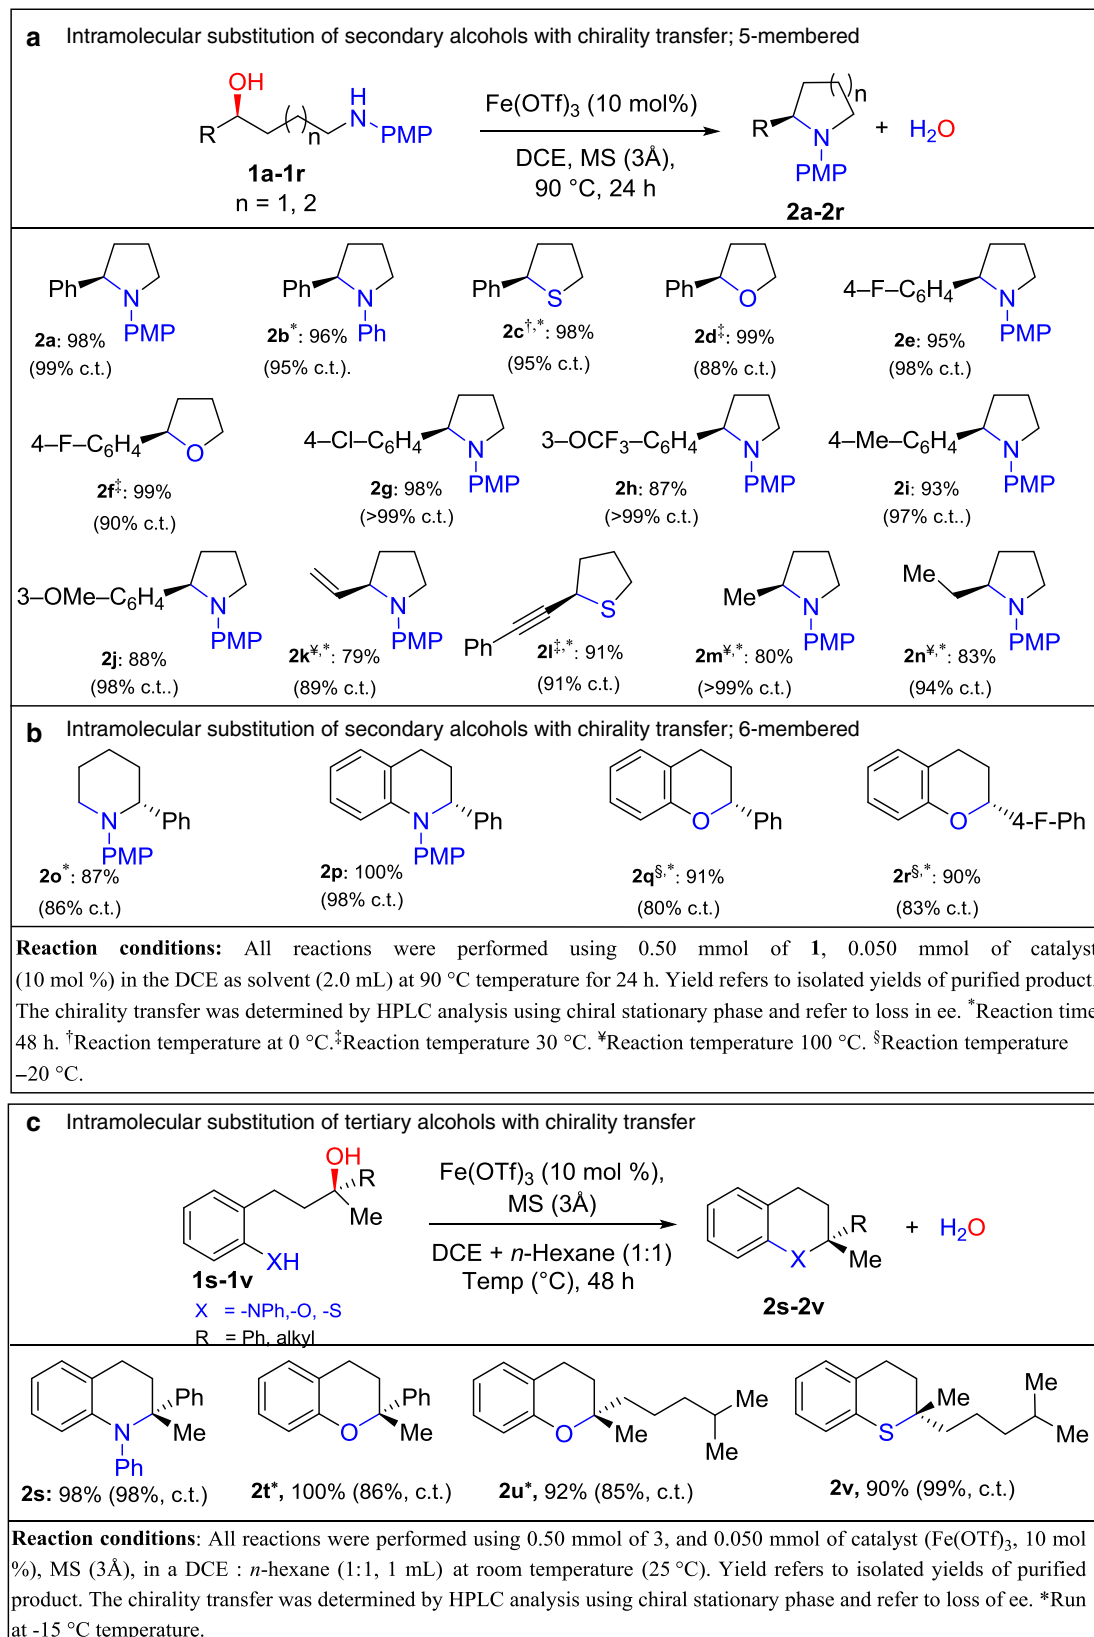 a Intramolecular substitution of secondary alcohols with chirality transfer; 5-membered
OH
H
N
R
n
PMP
1a-1r
n = 1, 2
Fe(OTf)3 (10 mol%)
DCE, MS (3Å),
90 °C, 24 h
n
R
N
PMP
+ H2O
2a-2r
Ph N PMP
2a: 98%
(99% c.t.)
Ph N Ph
2b*: 96%
(95% c.t.).
Ph S
2c†,*: 98%
(95% c.t.)
Ph O
2d‡: 99%
(88% c.t.)
4–F–C6H4 N PMP
2e: 95%
(98% c.t.)
4–F–C6H4 O
2f‡: 99%
(90% c.t.)
4–Cl–C6H4 N PMP
2g: 98%
(>99% c.t.)
3–OCF3–C6H4 N PMP
2h: 87%
(>99% c.t.)
4–Me–C6H4 N PMP
2i: 93%
(97% c.t..)
3–OMe–C6H4 N PMP
2j: 88%
(98% c.t..)
N PMP
2k¥,*: 79%
(89% c.t.)
Ph S
2l‡,*: 91%
(91% c.t.)
Me N PMP
2m¥,*: 80%
(>99% c.t.)
Me N PMP
2n¥,*: 83%
(94% c.t.)
b Intramolecular substitution of secondary alcohols with chirality transfer; 6-membered
N Ph PMP
2o*: 87%
(86% c.t.)
N Ph PMP
2p: 100%
(98% c.t.)
O Ph
2q§,*: 91%
(80% c.t.)
O 4-F-Ph
2r§,*: 90%
(83% c.t.)
Reaction conditions: All reactions were performed using 0.50 mmol of 1, 0.050 mmol of catalyst
(10 mol %) in the DCE as solvent (2.0 mL) at 90 °C temperature for 24 h. Yield refers to isolated yields of purified product.
The chirality transfer was determined by HPLC analysis using chiral stationary phase and refer to loss in ee. *Reaction time
48 h. †Reaction temperature at 0 °C.‡Reaction temperature 30 °C. ¥Reaction temperature 100 °C. §Reaction temperature
–20 °C.
c Intramolecular substitution of tertiary alcohols with chirality transfer
OH
R
Me
XH
1s-1v
X = -NPh,-O, -S
R = Ph, alkyl
Fe(OTf)3 (10 mol %),
MS (3Å)
DCE + n-Hexane (1:1)
Temp (°C), 48 h
R
X Me
+ H2O
2s-2v
Ph
N Me
Ph
2s: 98% (98%, c.t.)
Ph
O Me
2t*, 100% (86%, c.t.)
O Me
Me
Me
2u*, 92% (85%, c.t.)
Me
S
Me
Me
2v, 90% (99%, c.t.)
Reaction conditions: All reactions were performed using 0.50 mmol of 3, and 0.050 mmol of catalyst (Fe(OTf)3, 10 mol
%), MS (3Å), in a DCE : n-hexane (1:1, 1 mL) at room temperature (25 °C). Yield refers to isolated yields of purified
product. The chirality transfer was determined by HPLC analysis using chiral stationary phase and refer to loss of ee. *Run
at -15 °C temperature.